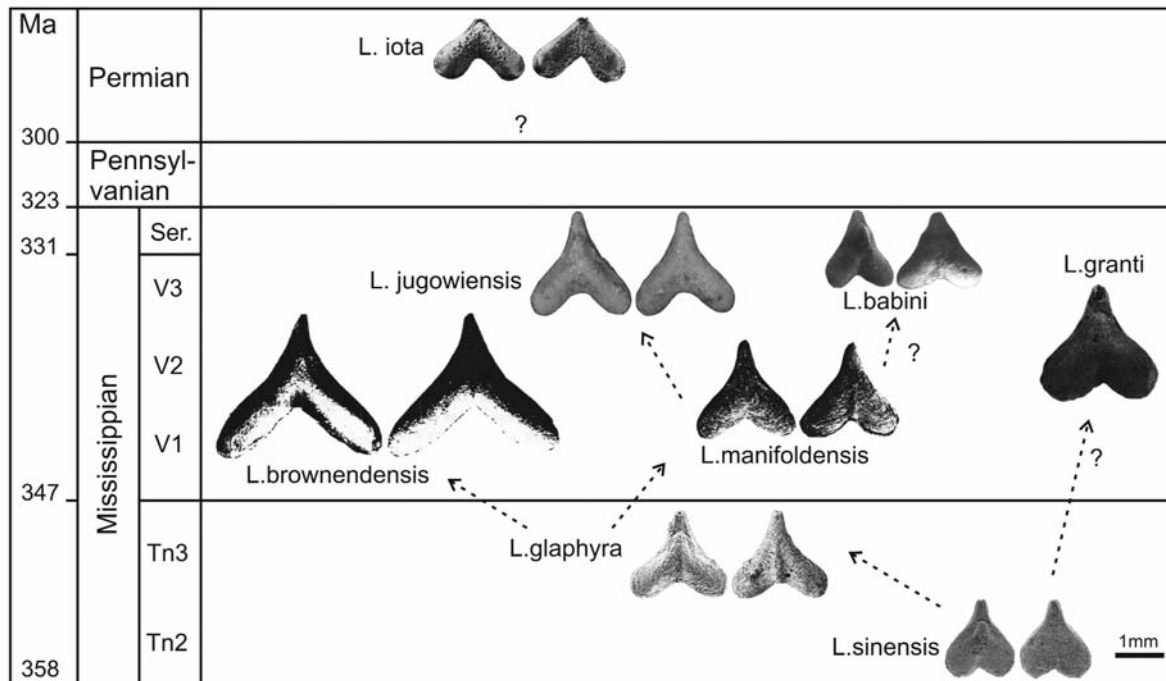 Ma
L. iota
Permian
?
300
Pennsyl-
vanian
323
Ser.
331
L.granti
V3
L. jugowiensis
L.babini
?
V2
V1
L.manifoldensis
L.brownendensis
?
347
Mississippian
L.glaphyra
Tn3
Tn2
L.sinensis
1mm
358